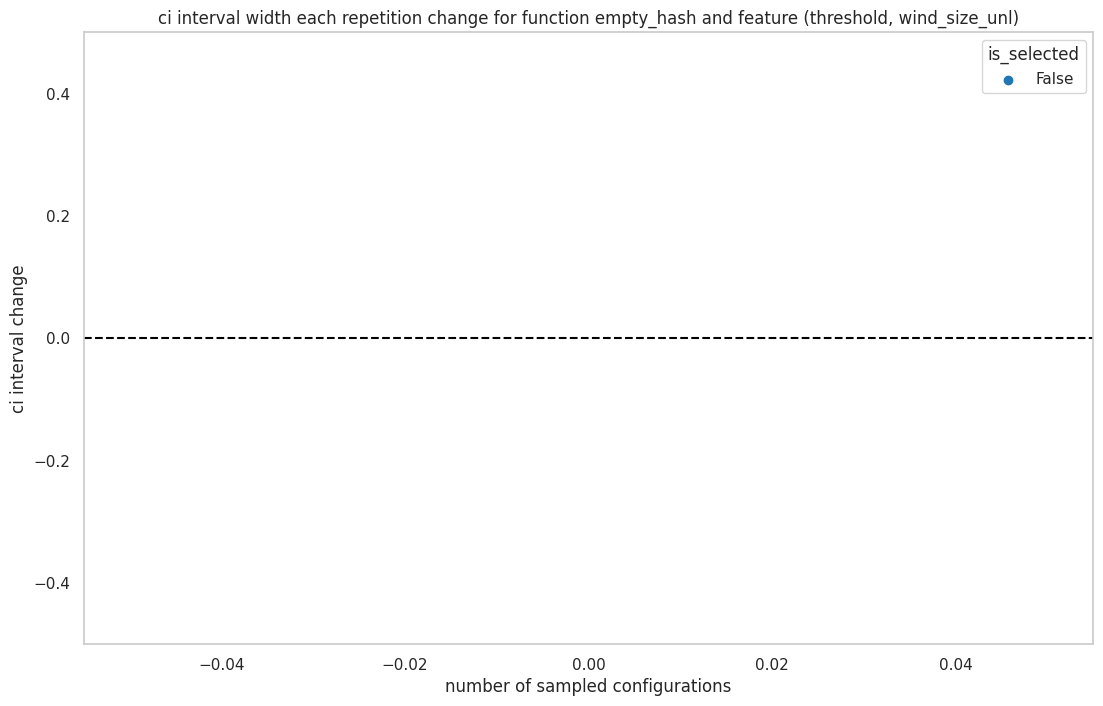 ci interval width each repetition change for function empty_hash and feature (threshold, wind_size_unl)
is_selected
False
0.4
0.2
0.0
−0.2
−0.4
ci interval change
−0.04
−0.02
0.00
0.02
0.04
number of sampled configurations